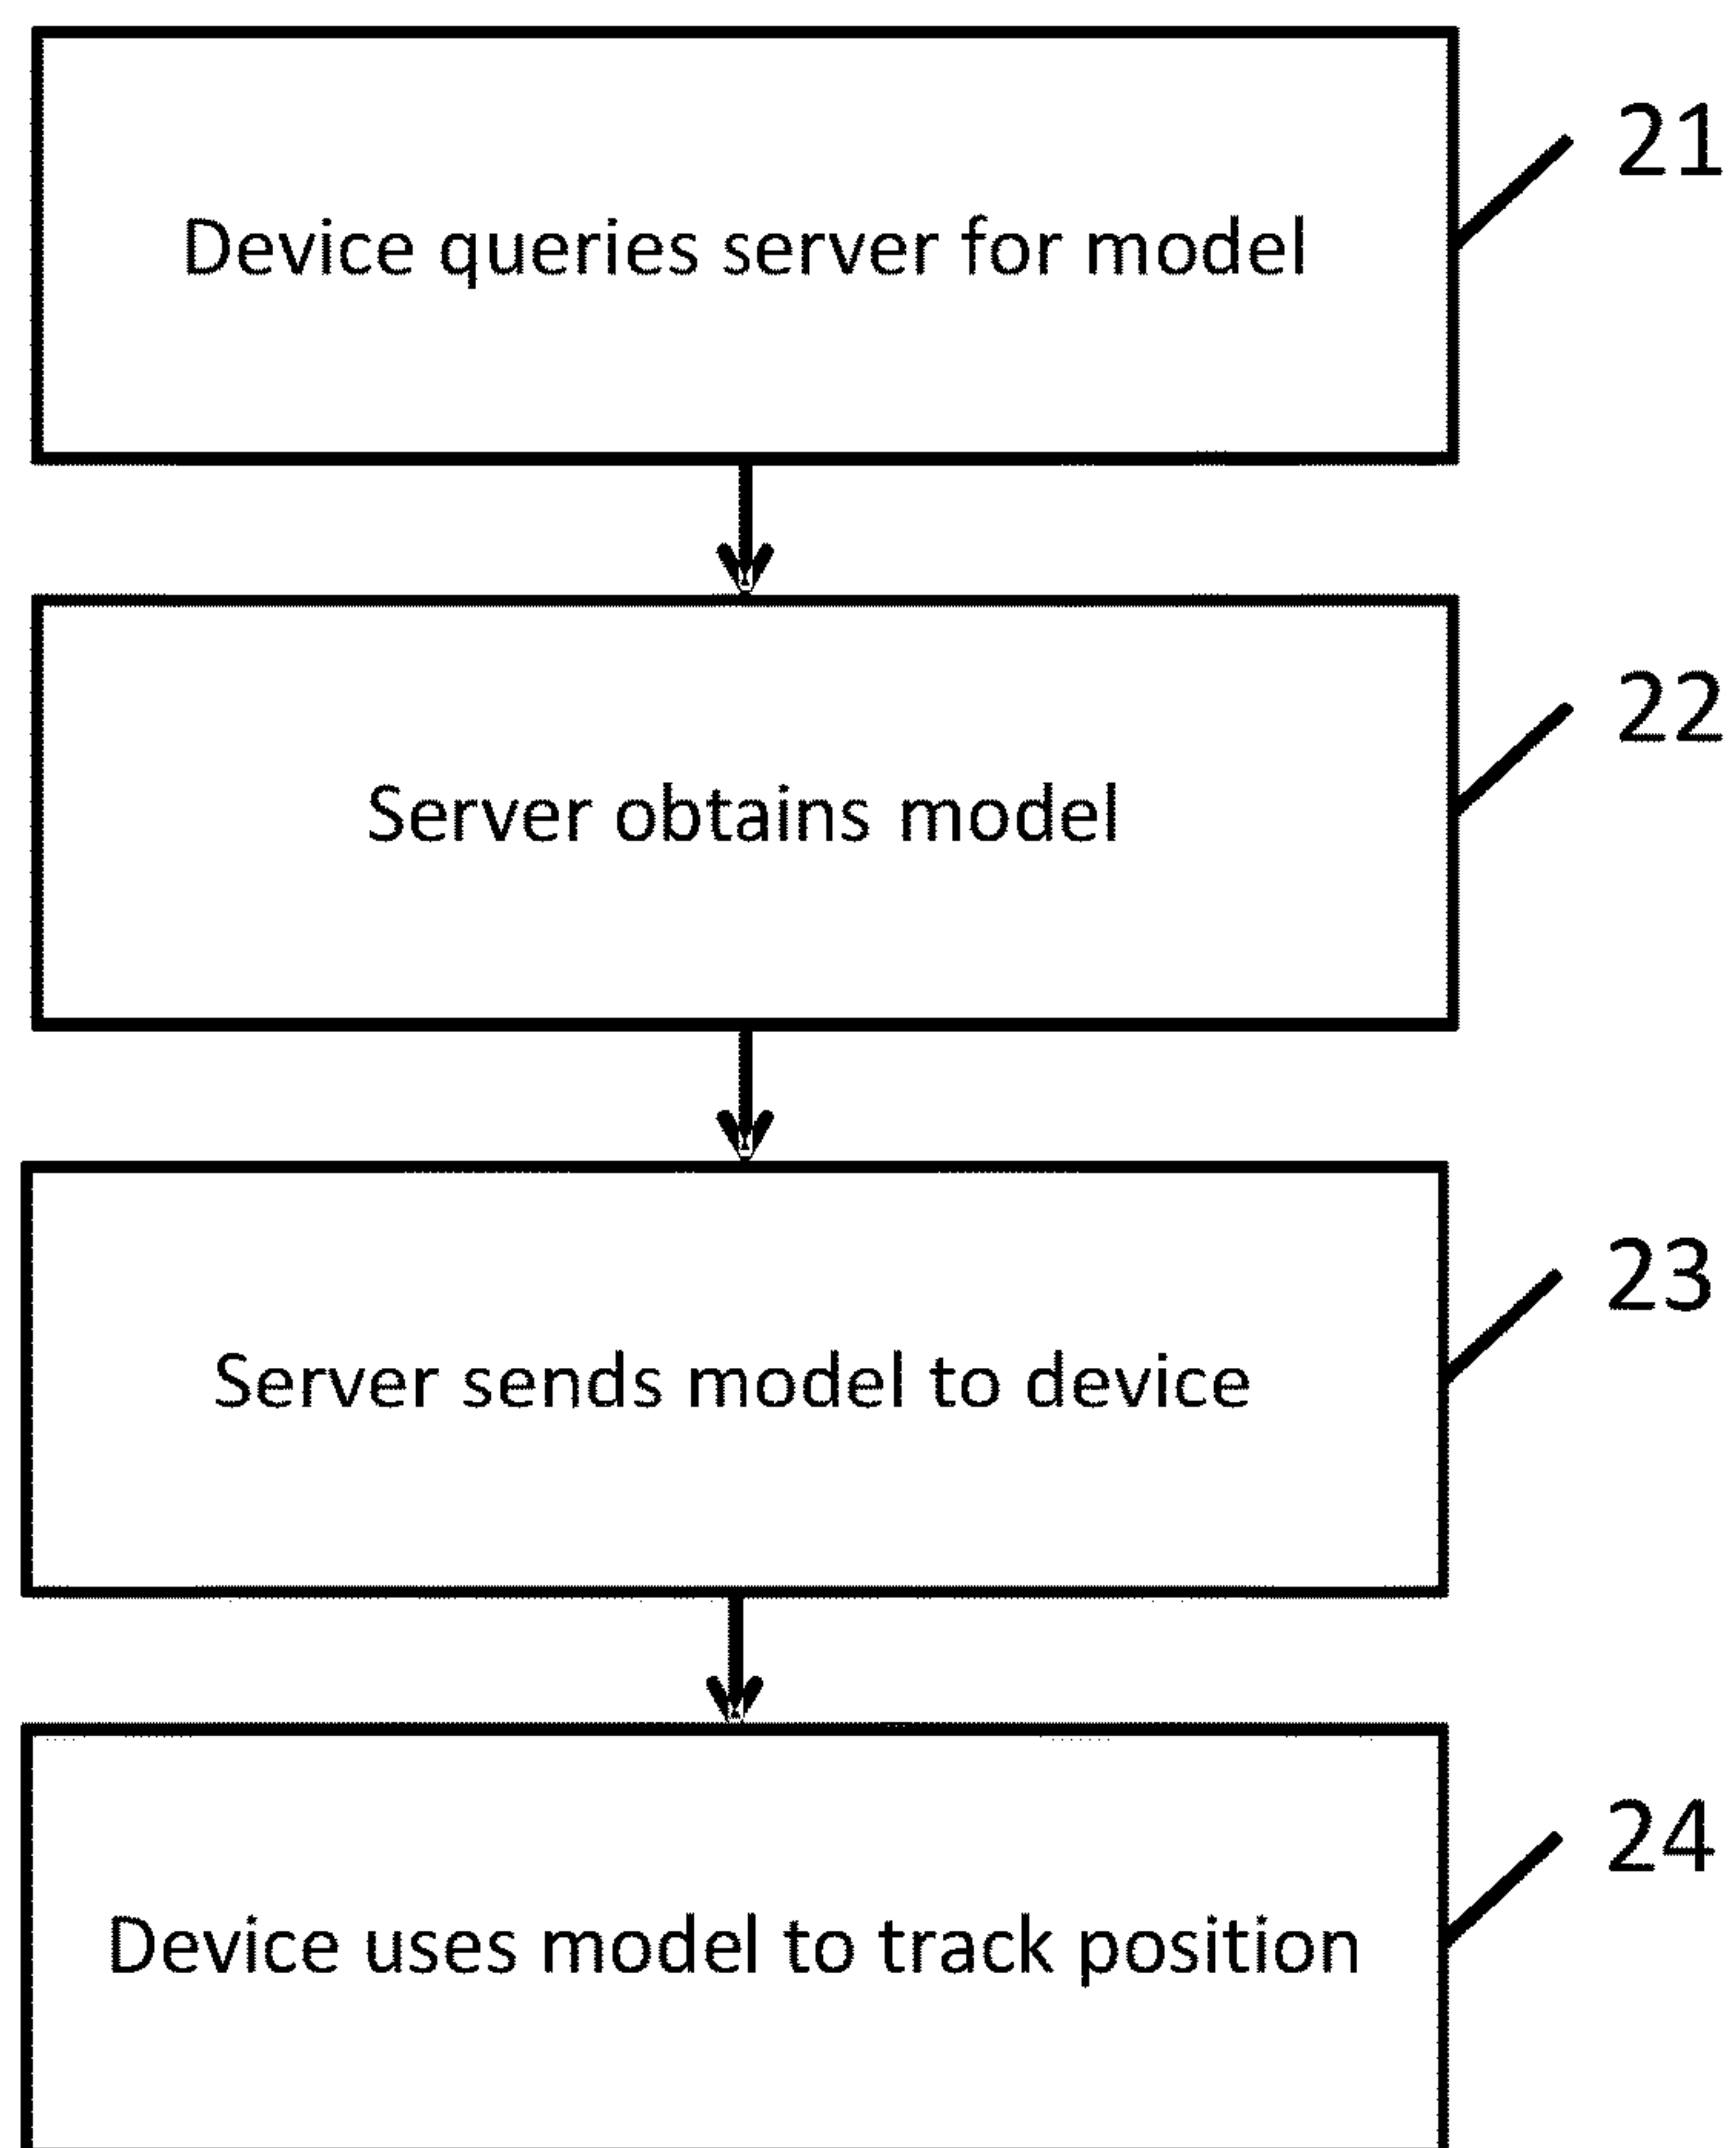 21
Device queries server for model
22
Server obtains model
23
Server sends model to device
24
Device uses model to track position